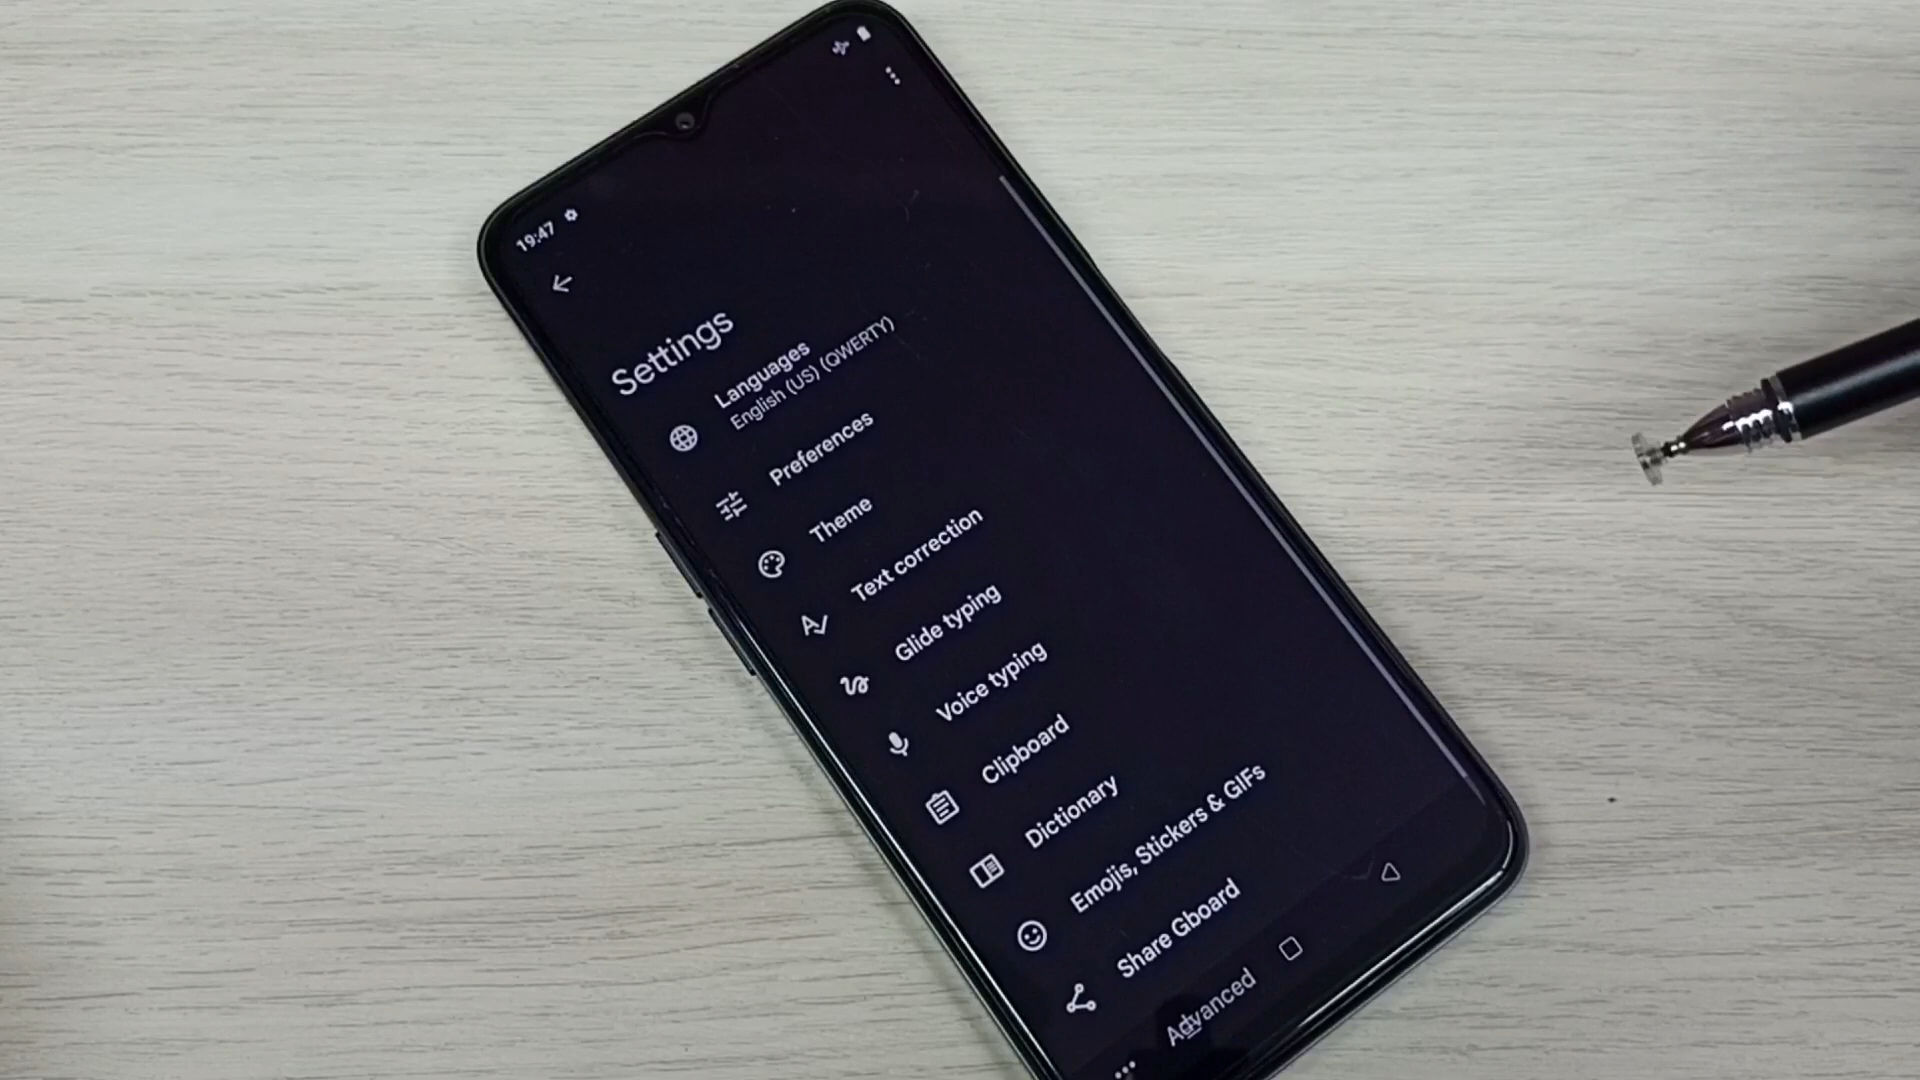 19:47
Settings
Languages
English (US) (QWERTY)
Preferences
Theme
Text correction
Glide typing
Voice typing
Clipboard
Dictionary
Emojis, Stickers & GIFs
Share Gboard
Advanced